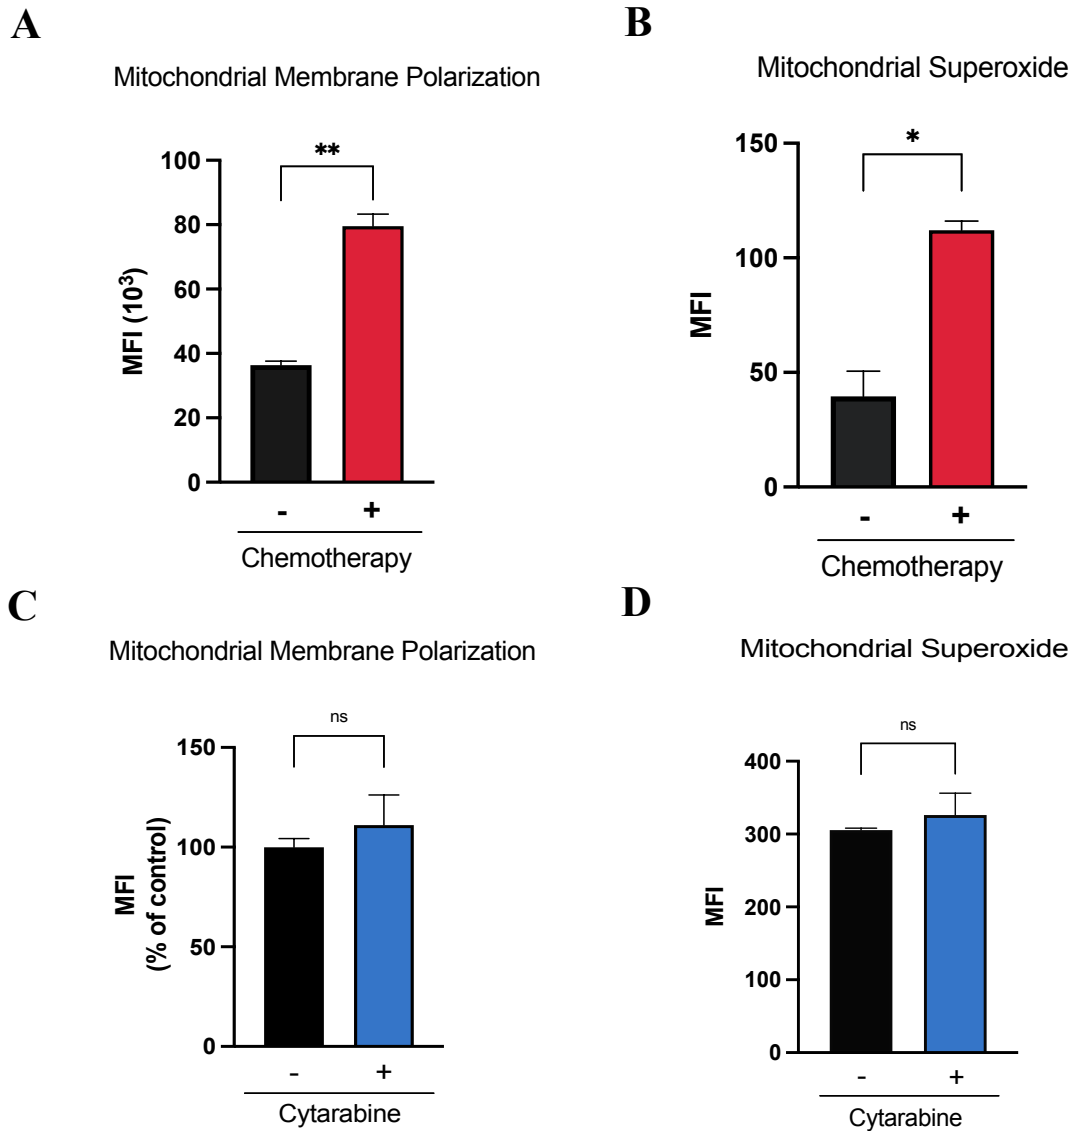 A
Mitochondrial Membrane Polarization
**
100
80
60
40
20
0
MFI (10³)
- +
Chemotherapy
B
Mitochondrial Superoxide
*
150
100
50
0
MFI
- +
Chemotherapy
C
Mitochondrial Membrane Polarization
ns
150
100
50
0
MFI
(% of control)
- +
Cytarabine
D
Mitochondrial Superoxide
ns
400
300
200
100
0
MFI
- +
Cytarabine